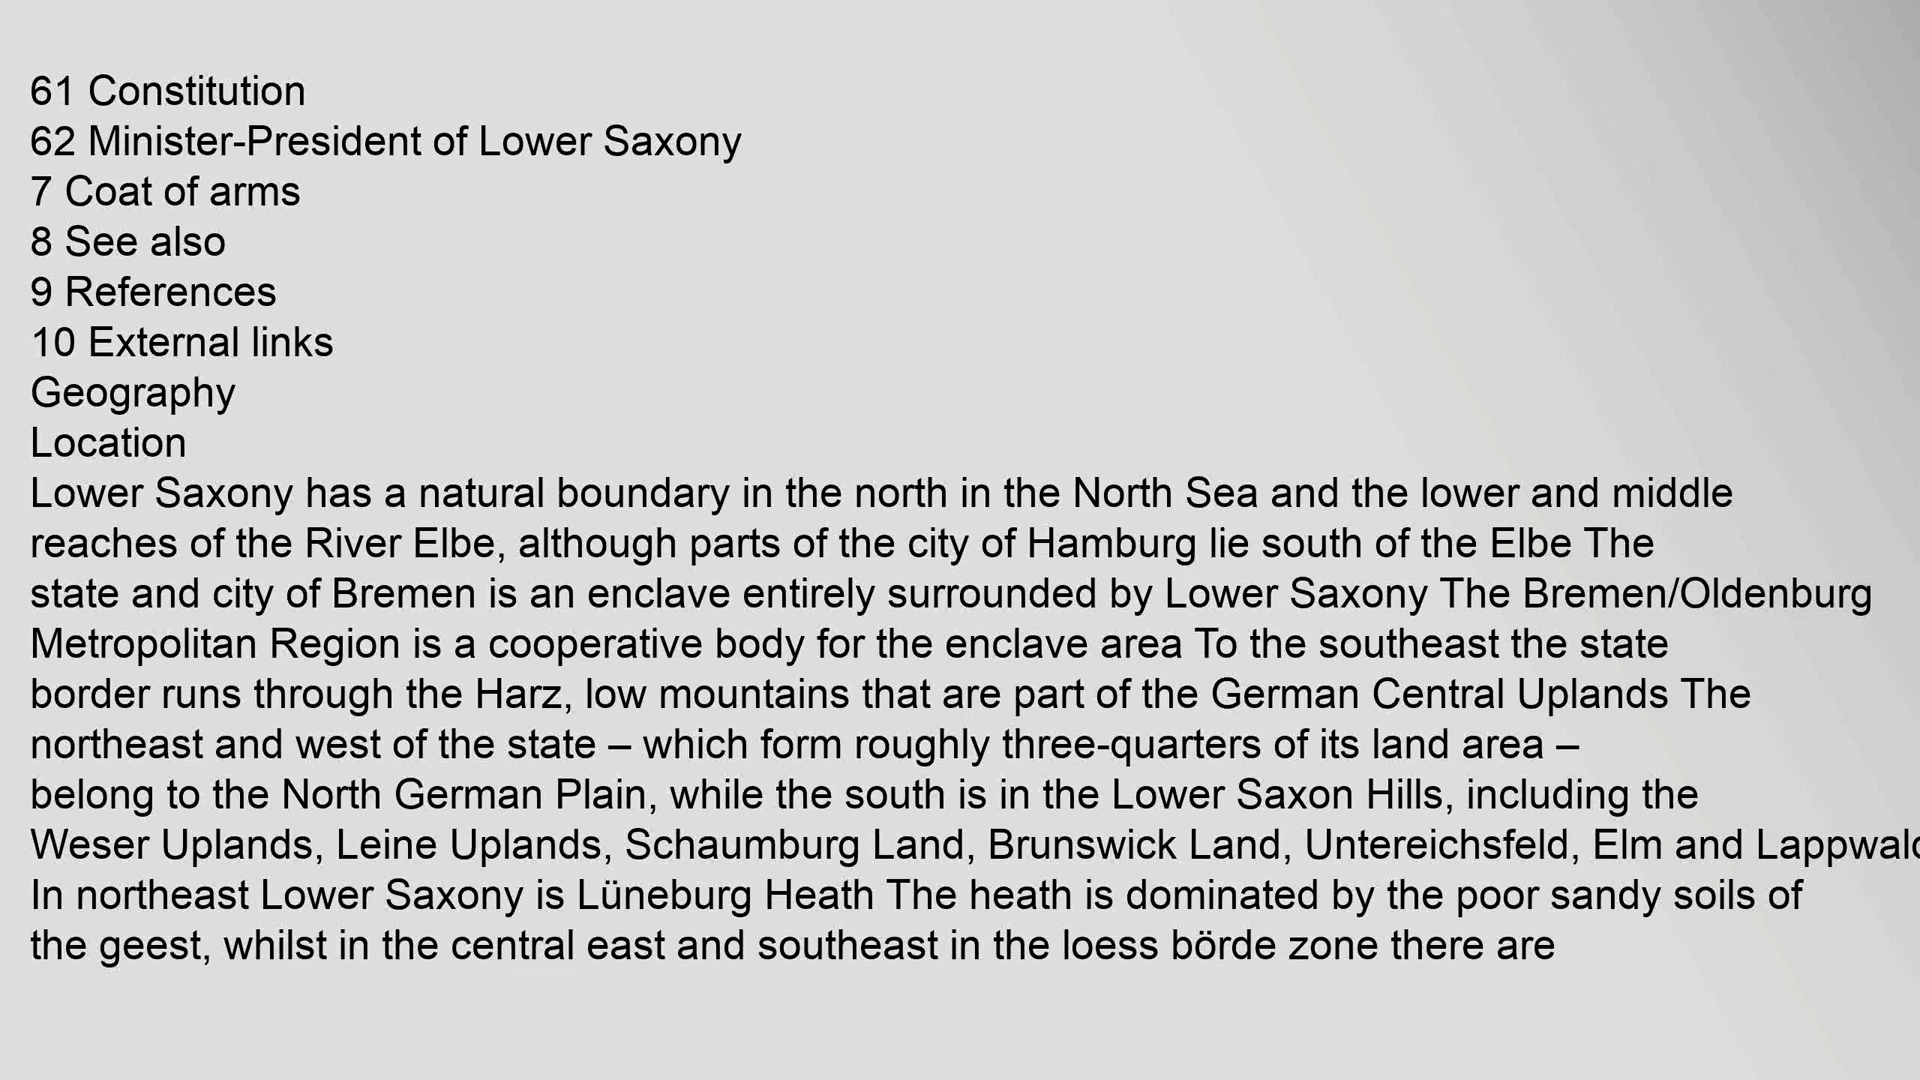 61 Constitution
62 Minister-President of Lower Saxony
7 Coat of arms
8 See also
9 References
10 External links
Geography
Location
Lower Saxony has a natural boundary in the north in the North Sea and the lower and middle
reaches of the River Elbe, although parts of the city of Hamburg lie south of the Elbe The
state and city of Bremen is an enclave entirely surrounded by Lower Saxony The Bremen/Oldenburg
Metropolitan Region is a cooperative body for the enclave area To the southeast the state
border runs through the Harz, low mountains that are part of the German Central Uplands The
northeast and west of the state – which form roughly three-quarters of its land area –
belong to the North German Plain, while the south is in the Lower Saxon Hills, including the
Weser Uplands, Leine Uplands, Schaumburg Land, Brunswick Land, Untereichsfeld, Elm and Lappwald
In northeast Lower Saxony is Lüneburg Heath The heath is dominated by the poor sandy soils of
the geest, whilst in the central east and southeast in the loess börde zone there are